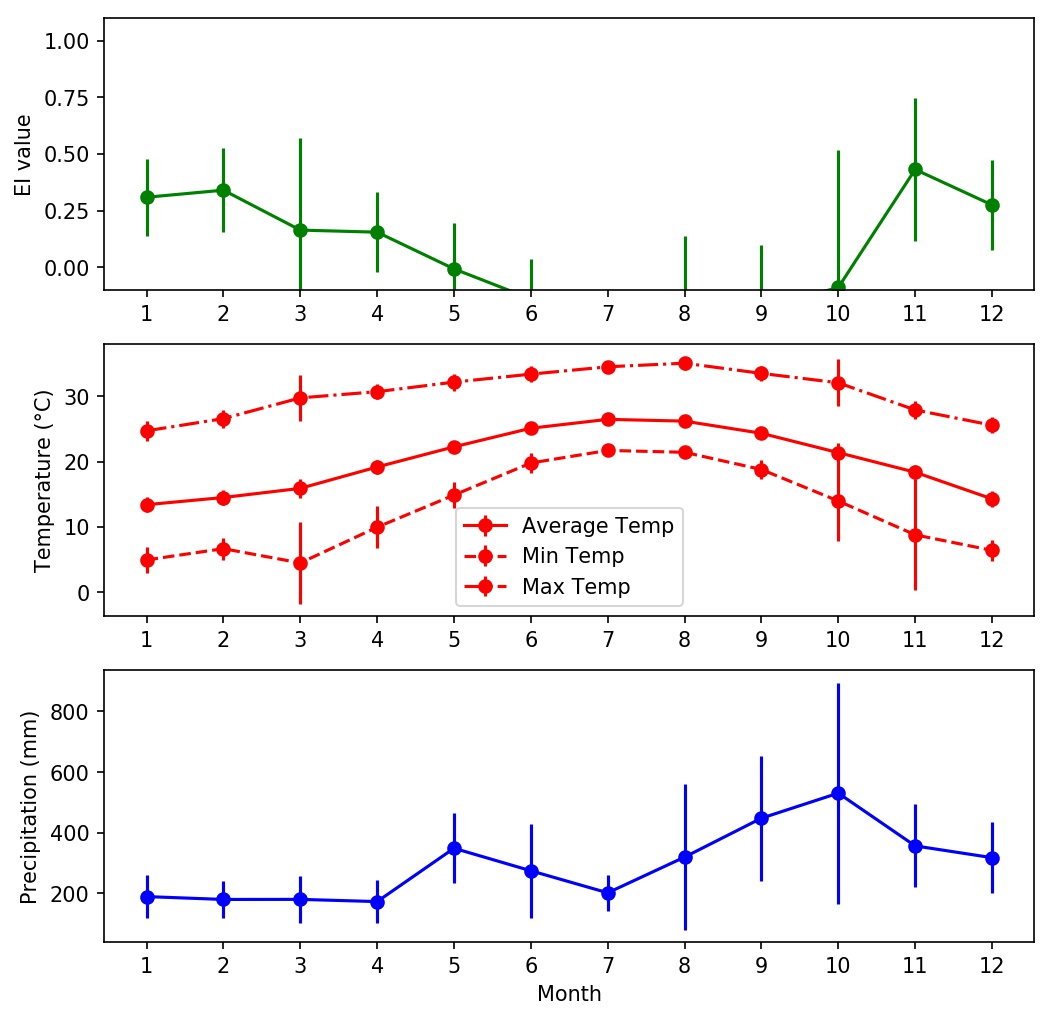 EI value
1.00
0.75
0.50
0.25
0.00
1 2 3 4 5 6 7 8 9 10 11 12
Temperature (°C)
30
20
10
0
Average Temp
Min Temp
Max Temp
1 2 3 4 5 6 7 8 9 10 11 12
Precipitation (mm)
800
600
400
200
1 2 3 4 5 6 7 8 9 10 11 12
Month